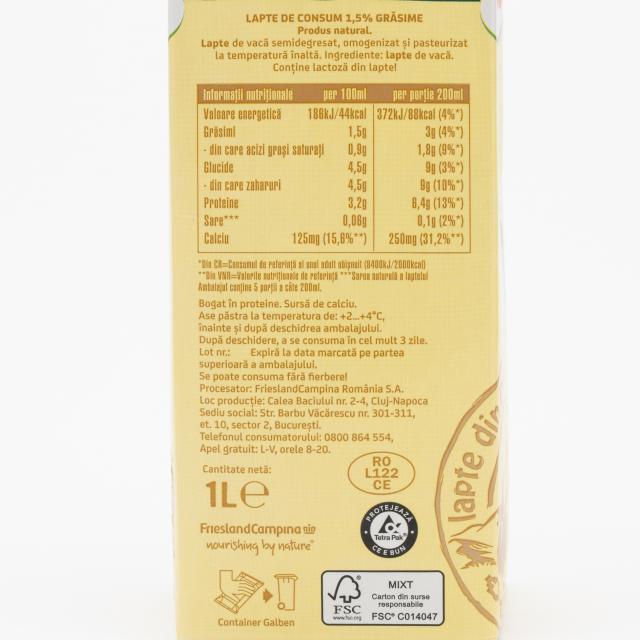 LAPTE DE CONSUM 1,5% GRĂSIME
Produs natural.
Lapte de vacă semidegresat, omogenizat și pasteurizat
la temperatură înaltă. Ingrediente: lapte de vacă.
Conține lactoză din lapte!
Informații nutriționale per 100ml per porție 200ml
Valoare energetică 186kJ/44kcal 372kJ/88kcal (4%*)
Grăsimi 1,5g 3g (4%*)
- din care acizi grași saturați 0,9g 1,8g (9%*)
Glucide 4,5g 9g (3%*)
- din care zaharuri 4,5g 9g (10%*)
Proteine 3,2g 6,4g (13%*)
Sare*** 0,06g 0,1g (2%*)
Calciu 125mg (15,6%**) 250mg (31,2%**)
*Din CR=Consumul de referință al unui adult obișnuit (8400kJ/2000kcal)
**Din VNR=Valorile nutriționale de referință ***Sarea naturală a laptelui
Ambalajul conține 5 porții a câte 200ml.
Bogat în proteine. Sursă de calciu.
A se păstra la temperatura de: +2...+4°C,
înainte și după deschidrea ambalajului.
După deschidere, a se consuma în cel mult 3 zile.
Lot nr.: Expiră la data marcată pe partea
superioară a ambalajului.
Se poate consuma fără fierbere!
Procesator: FrieslandCampina România S.A.
Loc producție: Calea Baciului nr. 2-4, Cluj-Napoca
Sediu social: Str. Barbu Văcărescu nr. 301-311,
et. 10, sector 2, București.
Telefonul consumatorului: 0800 864 554,
Apel gratuit: L-V, orele 8-20.
Cantitate netă:
1L e
RO
L122
CE
lapte din
FrieslandCampina
nourishing by nature
PROTEJEAZĂ
Tetra Pak
CE E BUN
Container Galben
FSC
www.fsc.org
MIXT
Carton din surse
responsabile
FSC® C014047